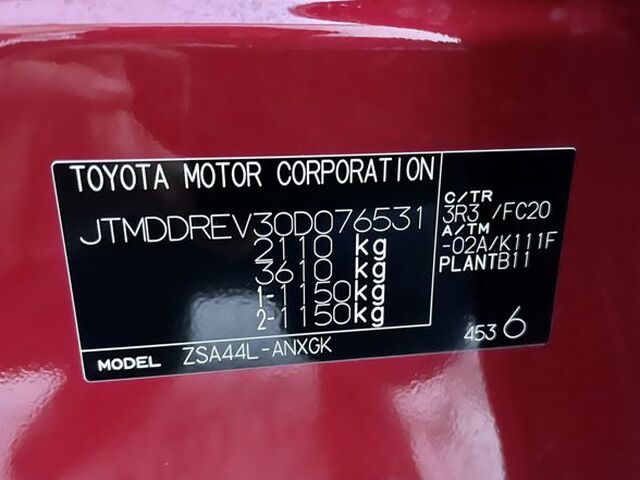 TOYOTA MOTOR CORPORATION
JTMDDREV30D076531
2110 kg
3610 kg
1-1150kg
2-1150kg
C/TR
3R3 /FC20
A/TM
-02A/K111F
PLANTB11
453 6
MODEL ZSA44L-ANXGK